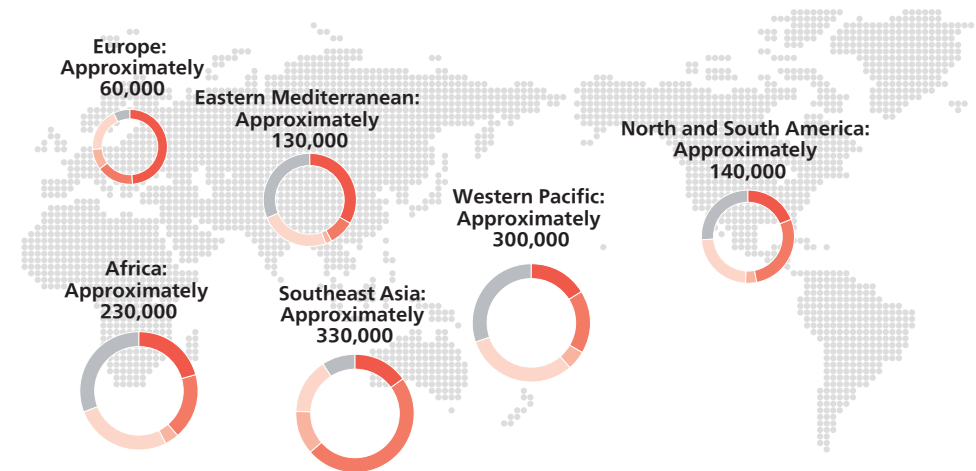 Europe:
Approximately
60,000
Eastern Mediterranean:
Approximately
130,000
North and South America:
Approximately
140,000
Western Pacific:
Approximately
300,000
Africa:
Approximately
230,000
Southeast Asia:
Approximately
330,000